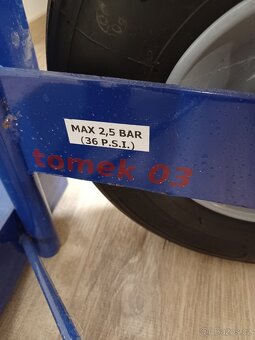 MAX 2,5 BAR
(36 P.S.I.)
tomek 03